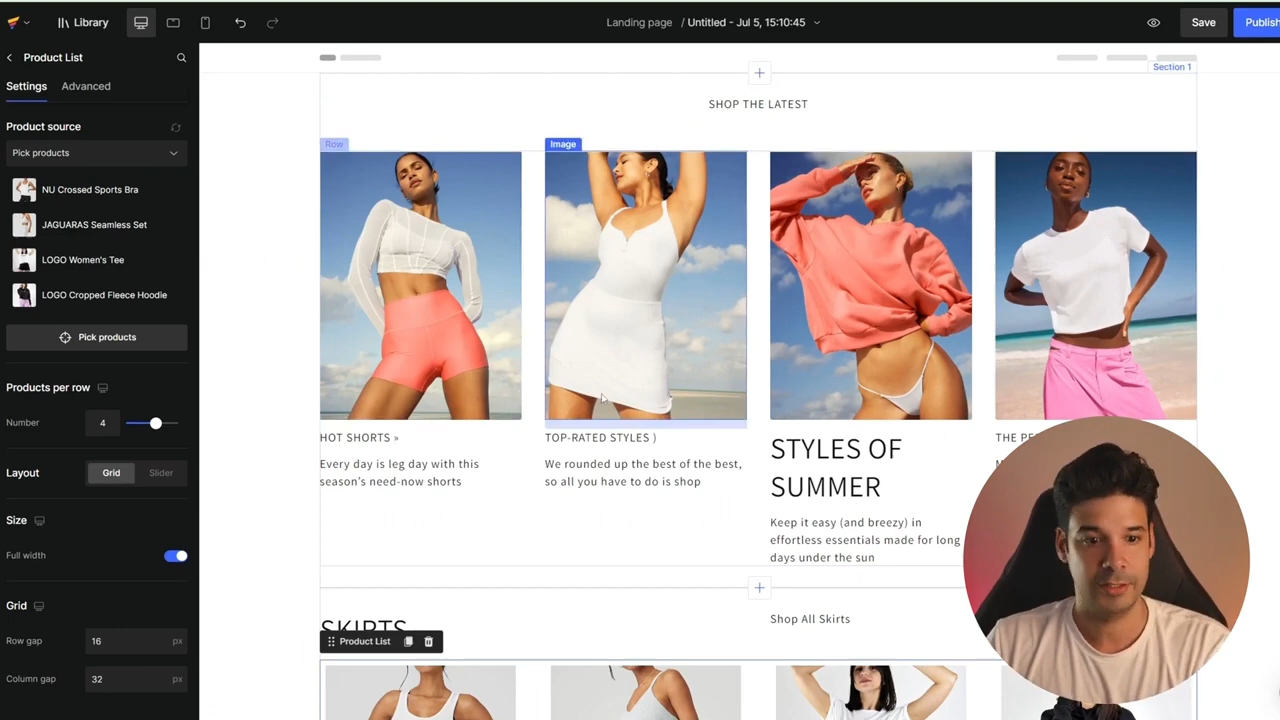 Library
Landing page / Untitled - Jul 5, 15:10:45
Save
Publish
Product List
Settings
Advanced
Product source
Pick products
NU Crossed Sports Bra
JAGUARAS Seamless Set
LOGO Women's Tee
LOGO Cropped Fleece Hoodie
Pick products
Products per row
Number
4
Layout
Grid
Slider
Size
Full width
Grid
Row gap
16
px
Column gap
32
px
Section 1
SHOP THE LATEST
Row
Image
HOT SHORTS »
Every day is leg day with this
season's need-now shorts
TOP-RATED STYLES )
We rounded up the best of the best,
so all you have to do is shop
STYLES OF
SUMMER
Keep it easy (and breezy) in
effortless essentials made for long
days under the sun
SKIRTS
Shop All Skirts
Product List